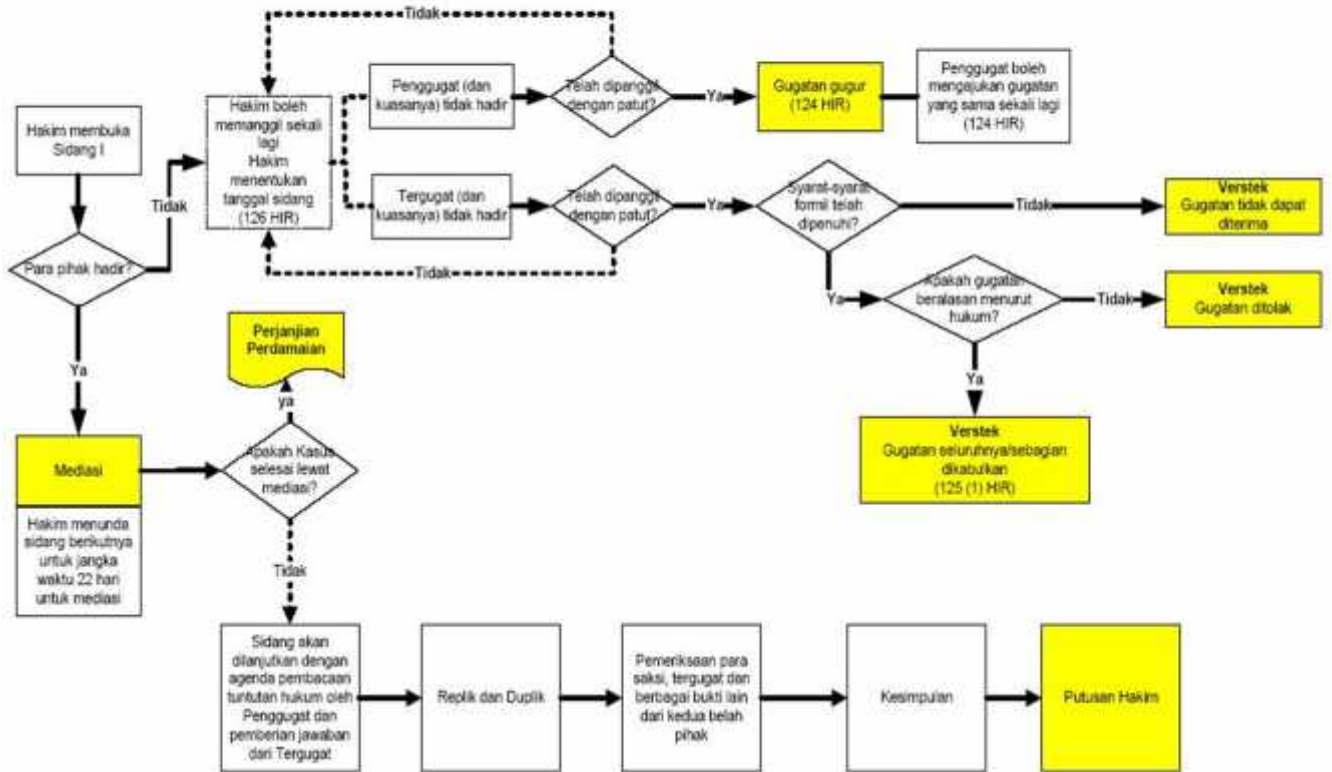 Tidak
Hakim membuka
Sidang I
Tidak
Para pihak hadir?
Ya
Hakim boleh
memanggil sekali
lagi
Hakim
menentukan
tanggal sidang
(126 HIR)
Penggugat (dan
kuasanya) tidak hadir
Telah dipanggil
dengan patut?
Ya
Gugatan gugur
(124 HIR)
Penggugat boleh
mengajukan gugatan
yang sama sekali lagi
(124 HIR)
Tergugat (dan
kuasanya) tidak hadir
Telah dipanggil
dengan patut?
Ya
Tidak
Syarat-syarat
formil telah
dipenuhi?
Tidak
Verstek
Gugatan tidak dapat
diterima
Ya
Apakah gugatan
beralasan menurut
hukum?
Tidak
Verstek
Gugatan ditolak
Ya
Verstek
Gugatan seluruhnya/sebagian
dikabulkan
(125 (1) HIR)
Perjanjian
Perdamaian
ya
Mediasi
Hakim menunda
sidang berikutnya
untuk jangka
waktu 22 hari
untuk mediasi
Apakah Kasus
selesai lewat
mediasi?
Tidak
Sidang akan
dilanjutkan dengan
agenda pembacaan
tuntutan hukum oleh
Penggugat dan
pemberian jawaban
dari Tergugat
Replik dan Duplik
Pemeriksaan para
saksi, tergugat dan
berbagai bukti lain
dari kedua belah
pihak
Kesimpulan
Putusan Hakim